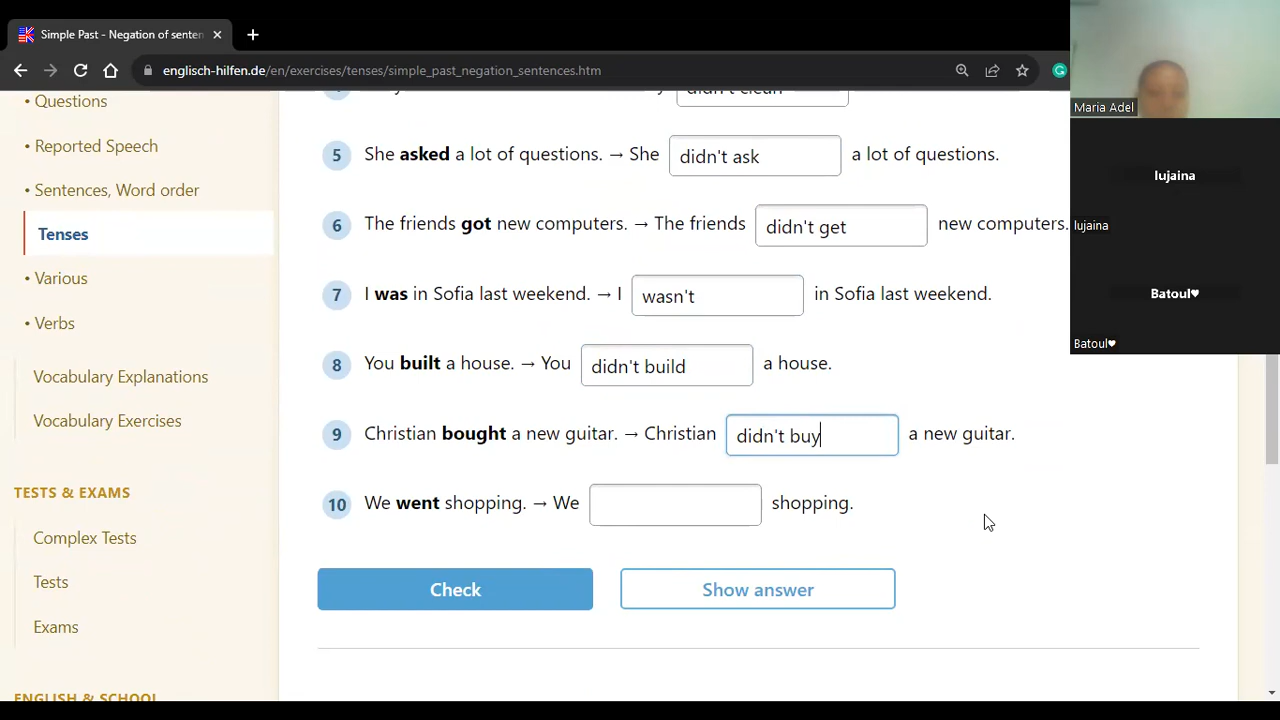 Simple Past - Negation of senten
englisch-hilfen.de/en/exercises/tenses/simple_past_negation_sentences.htm
Maria Adel
lujaina
lujaina
Batoul♥
Batoul♥
• Questions
• Reported Speech
• Sentences, Word order
Tenses
• Various
• Verbs
Vocabulary Explanations
Vocabulary Exercises
TESTS & EXAMS
Complex Tests
Tests
Exams
ENGLISH & SCHOOL
didn't clean
5 She asked a lot of questions. → She didn't ask a lot of questions.
6 The friends got new computers. → The friends didn't get new computers.
7 I was in Sofia last weekend. → I wasn't in Sofia last weekend.
8 You built a house. → You didn't build a house.
9 Christian bought a new guitar. → Christian didn't buy a new guitar.
10 We went shopping. → We shopping.
Check
Show answer